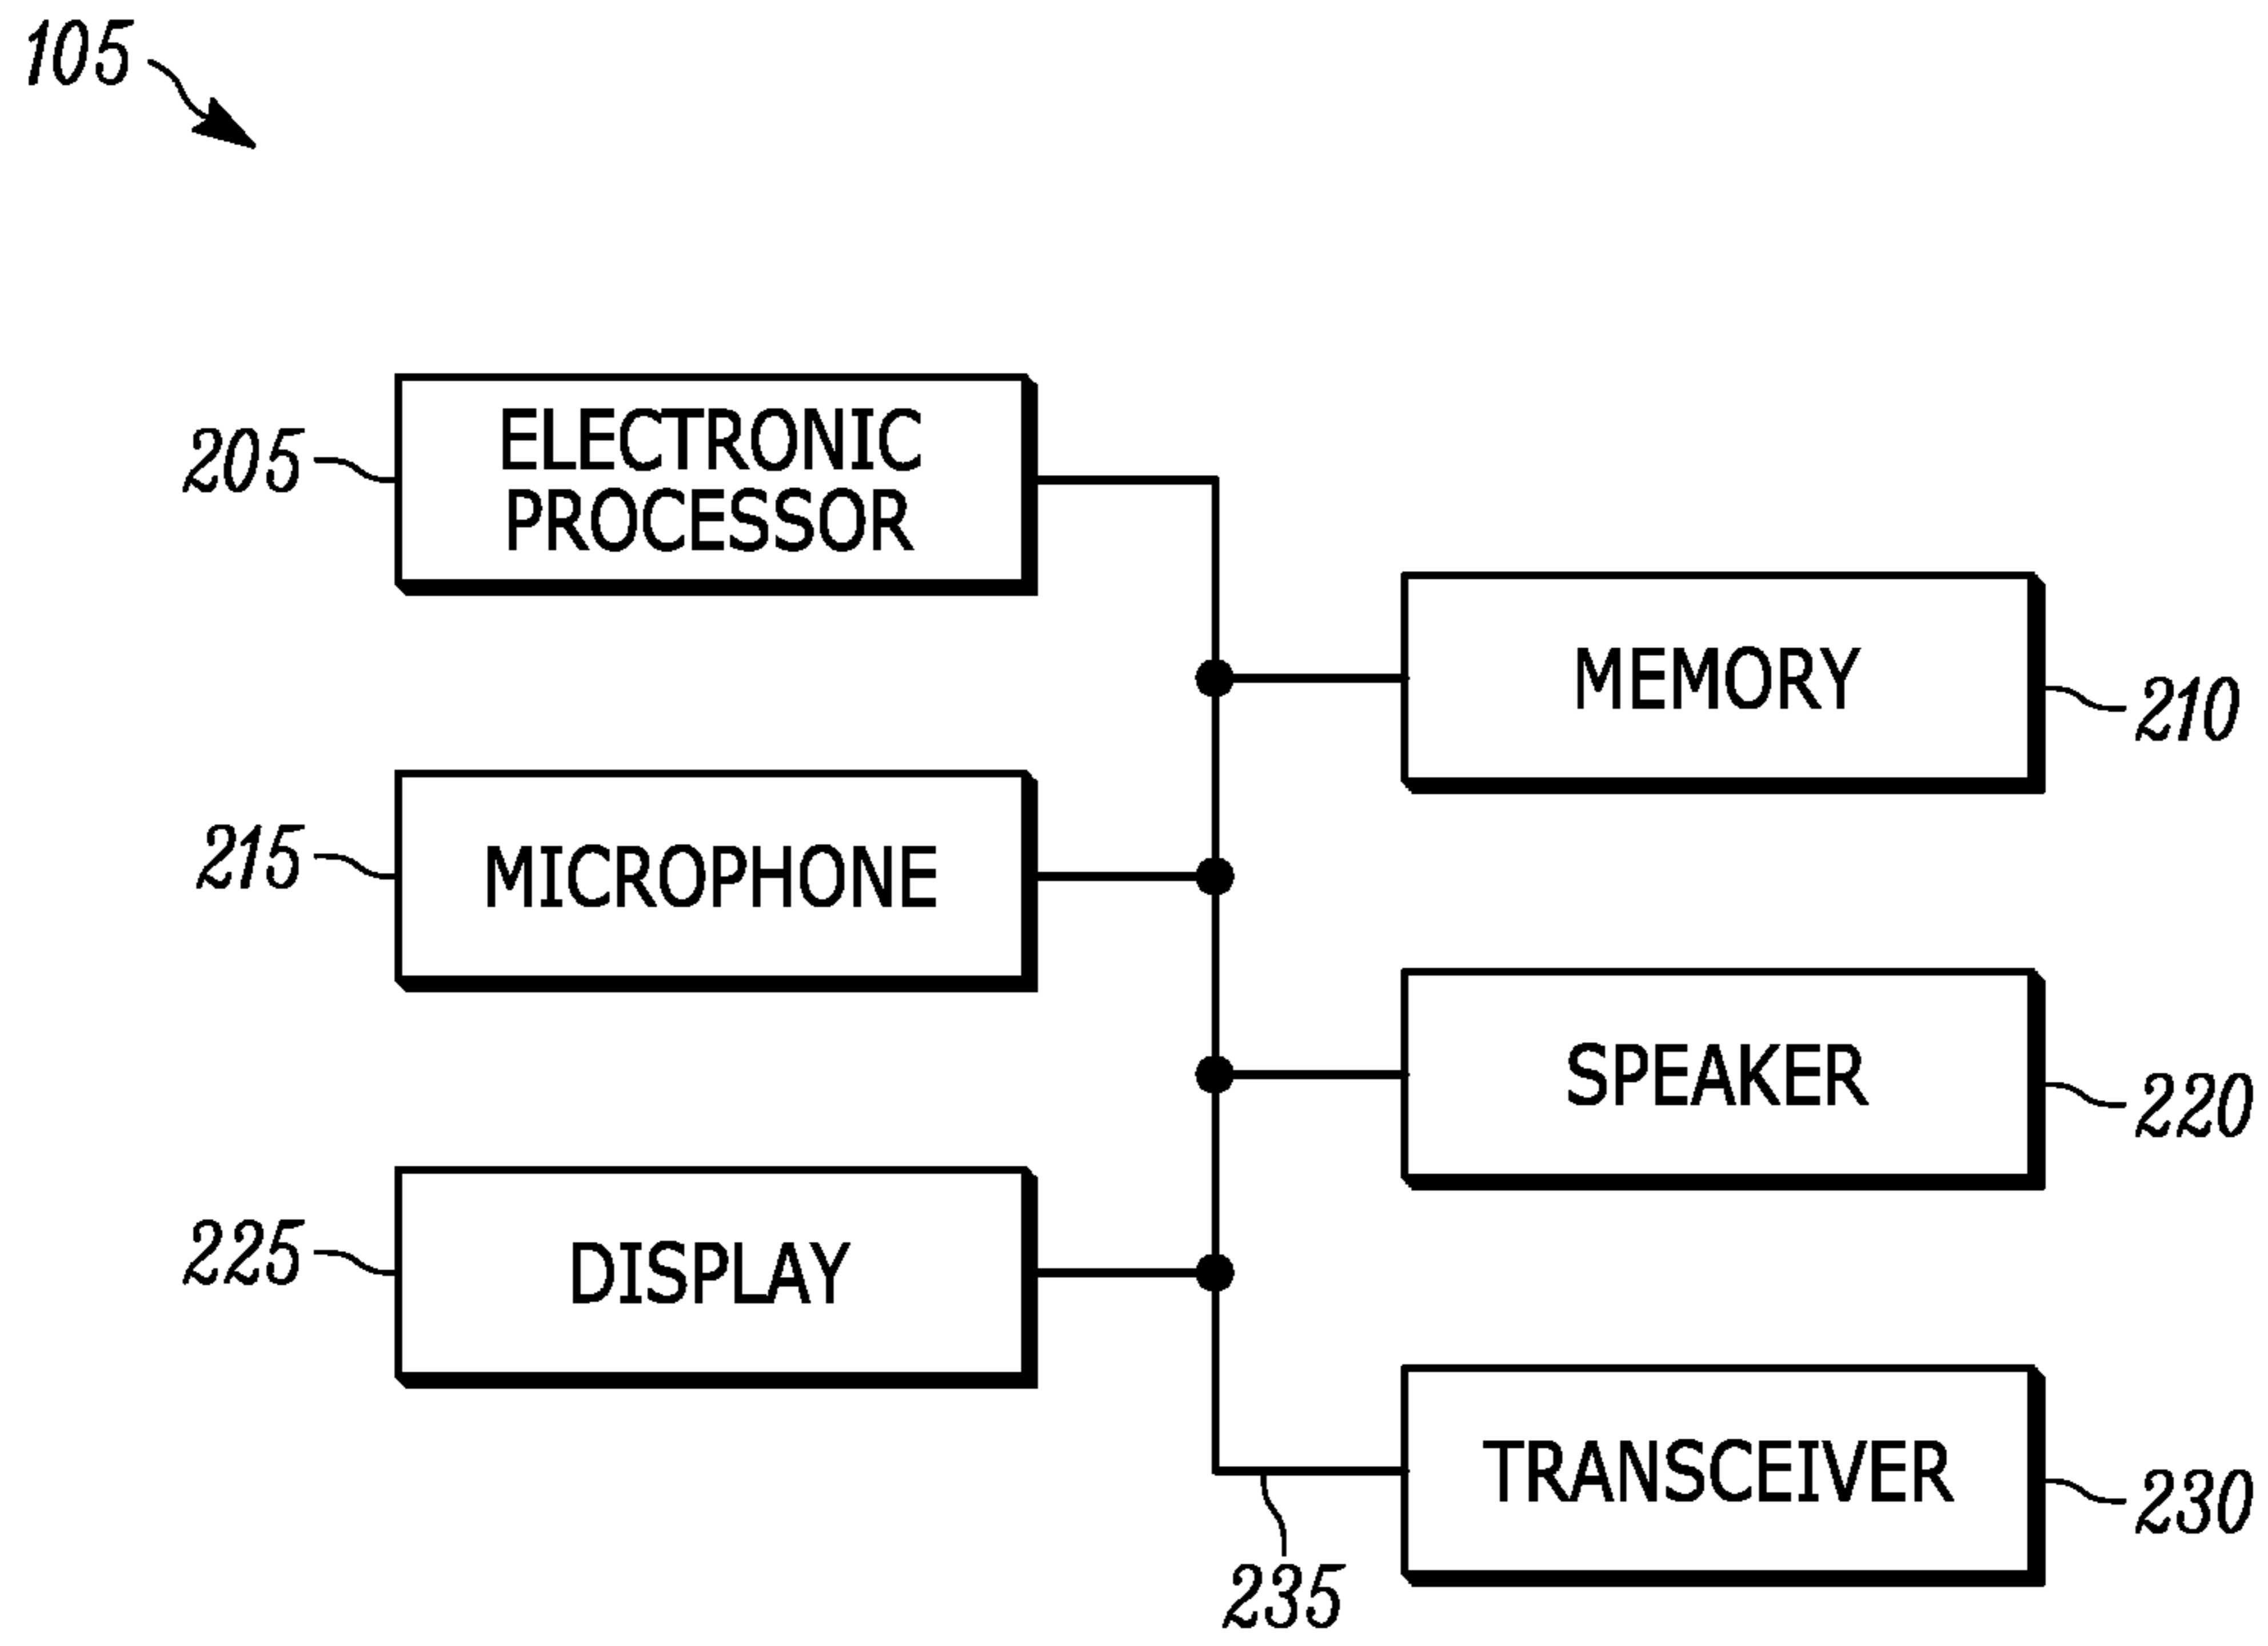 105
205
ELECTRONIC
PROCESSOR
MEMORY
210
215
MICROPHONE
SPEAKER
220
225
DISPLAY
TRANSCEIVER
230
235